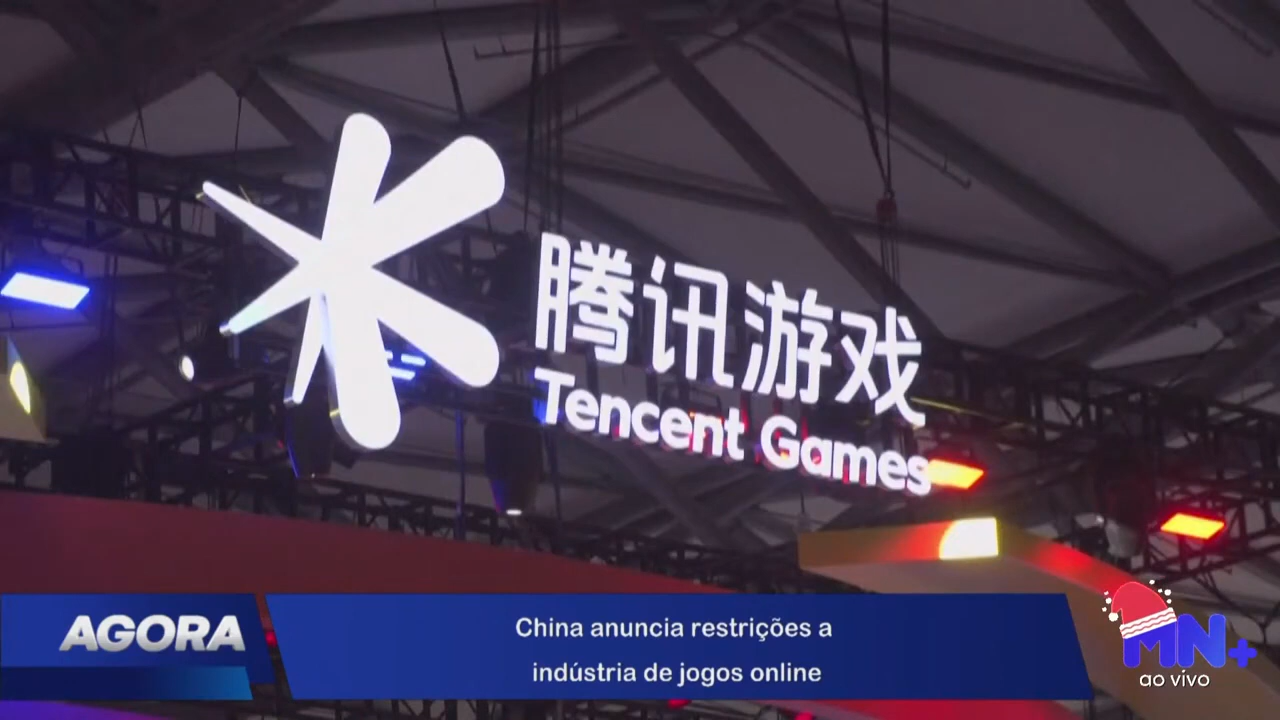 腾讯游戏
Tencent Games
AGORA
China anuncia restrições a
indústria de jogos online
MN+
ao vivo